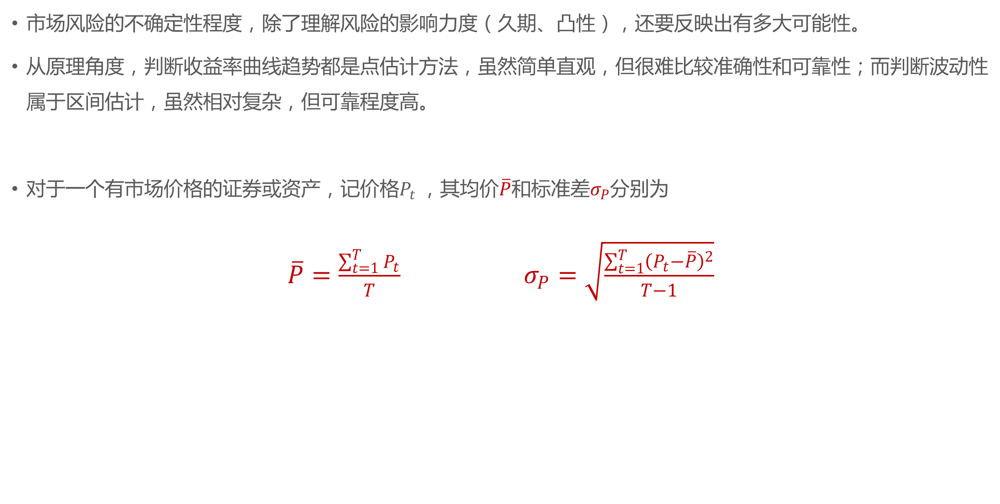 • 市场风险的不确定性程度，除了理解风险的影响力度（久期、凸性），还要反映出有多大可能性。
• 从原理角度，判断收益率曲线趋势都是点估计方法，虽然简单直观，但很难比较准确性和可靠性；而判断波动性
属于区间估计，虽然相对复杂，但可靠程度高。
• 对于一个有市场价格的证券或资产，记价格$P_t$，其均价$\bar{P}$和标准差$\sigma_P$分别为
$\bar{P} = \frac{\sum_{t=1}^{T} P_t}{T}$ $\sigma_P = \sqrt{\frac{\sum_{t=1}^{T}(P_t-\bar{P})^2}{T-1}}$